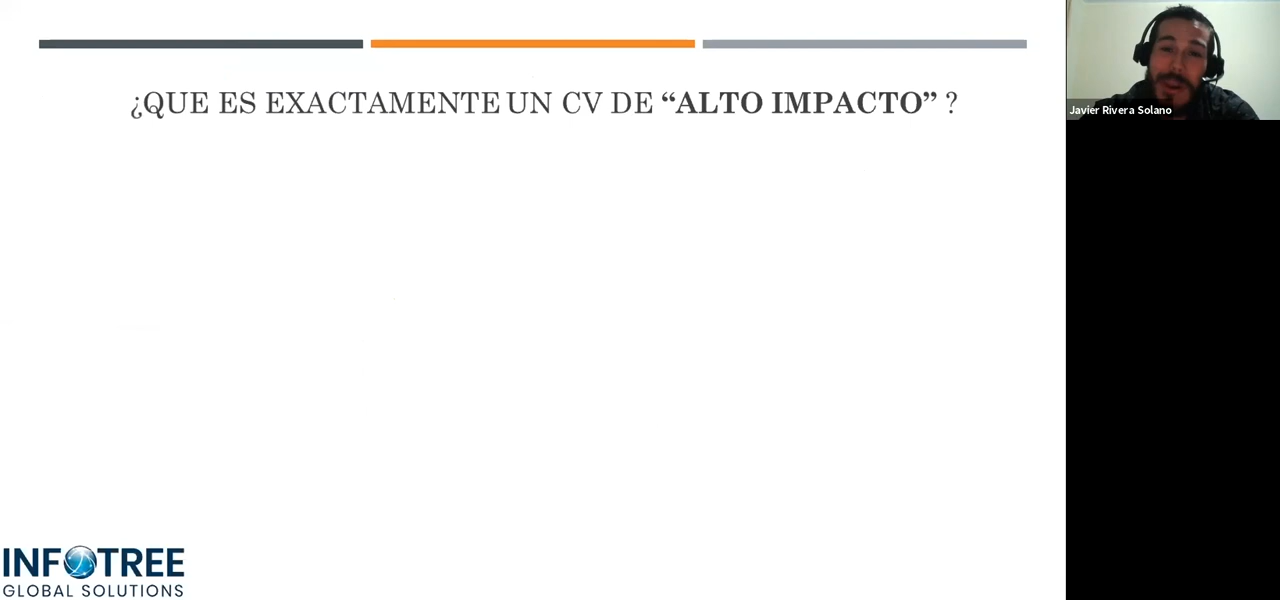 ¿QUE ES EXACTAMENTE UN CV DE “ALTO IMPACTO” ?
Javier Rivera Solano
INFOTREE
GLOBAL SOLUTIONS